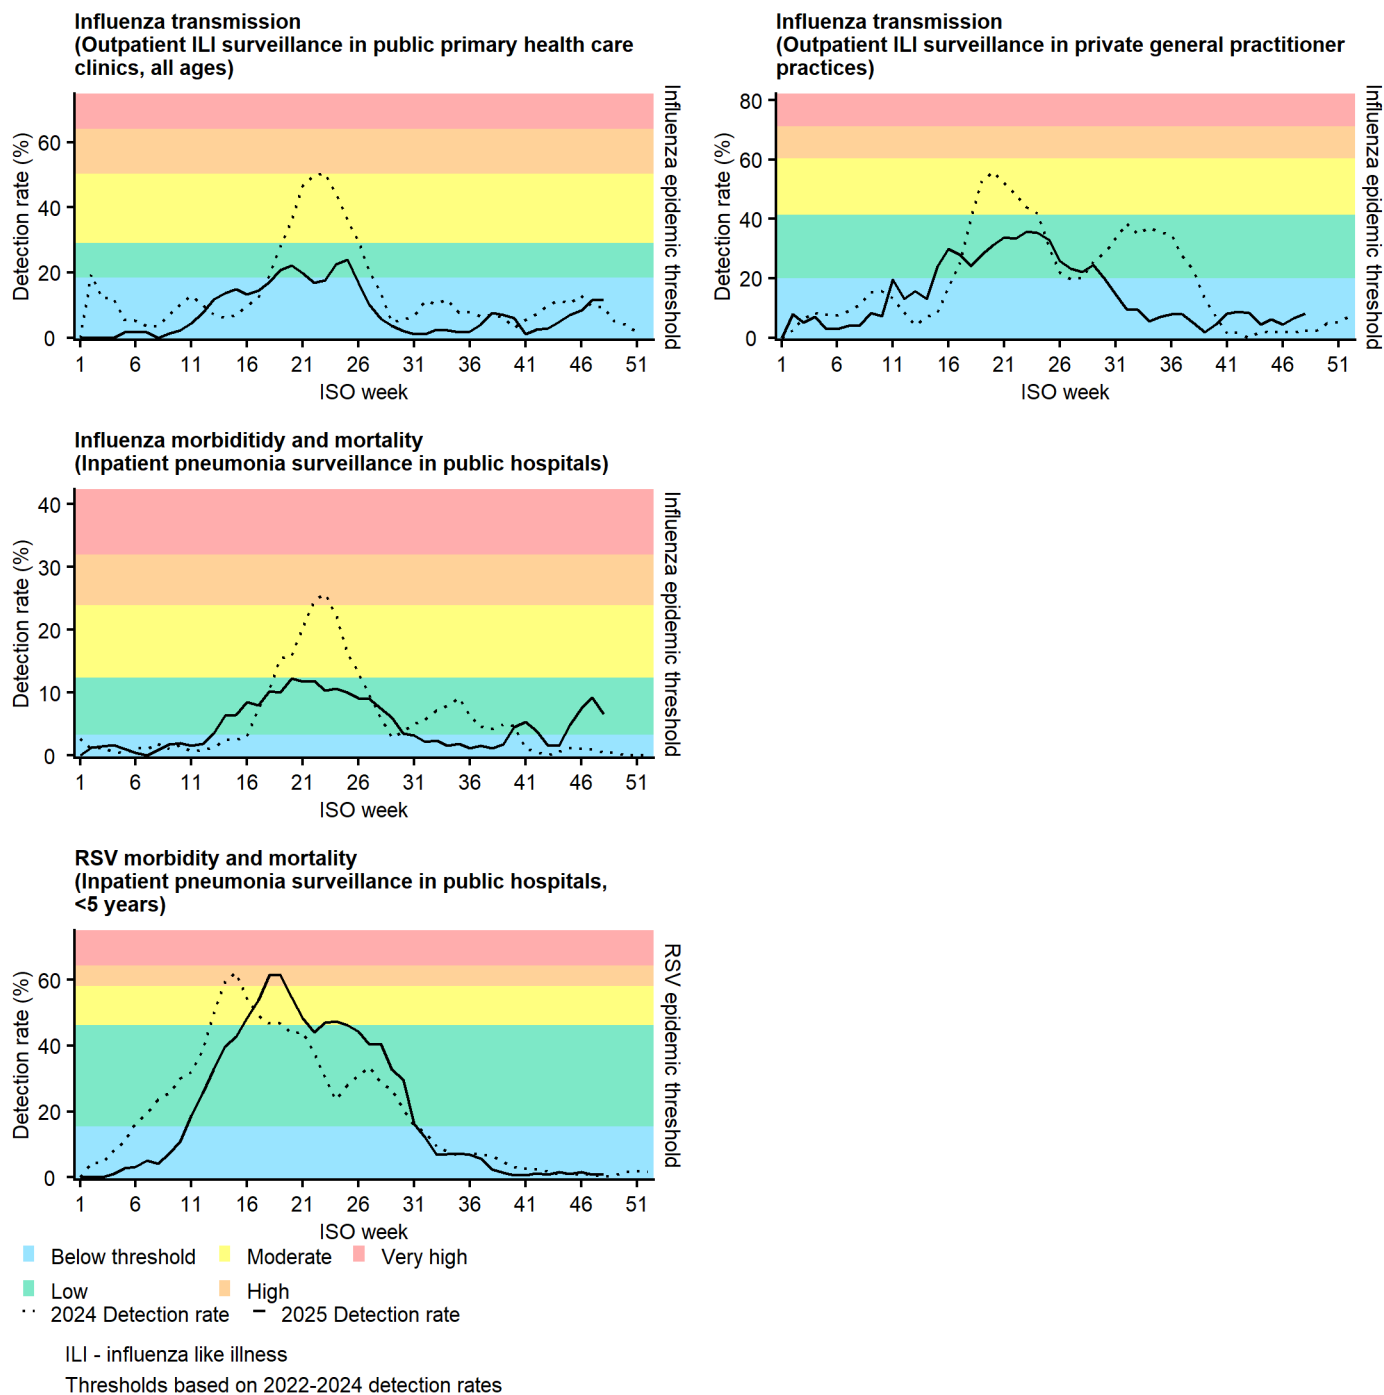 Influenza transmission
(Outpatient ILI surveillance in public primary health care
clinics, all ages)
Detection rate (%)
60
40
20
0
1 6 11 16 21 26 31 36 41 46 51
ISO week
Influenza epidemic threshold
Influenza transmission
(Outpatient ILI surveillance in private general practitioner
practices)
Detection rate (%)
80
60
40
20
0
1 6 11 16 21 26 31 36 41 46 51
ISO week
Influenza epidemic threshold
Influenza morbiditidy and mortality
(Inpatient pneumonia surveillance in public hospitals)
Detection rate (%)
40
30
20
10
0
1 6 11 16 21 26 31 36 41 46 51
ISO week
Influenza epidemic threshold
RSV morbidity and mortality
(Inpatient pneumonia surveillance in public hospitals,
<5 years)
Detection rate (%)
60
40
20
0
1 6 11 16 21 26 31 36 41 46 51
ISO week
RSV epidemic threshold
Below threshold Moderate Very high
Low High
2024 Detection rate 2025 Detection rate
ILI - influenza like illness
Thresholds based on 2022-2024 detection rates